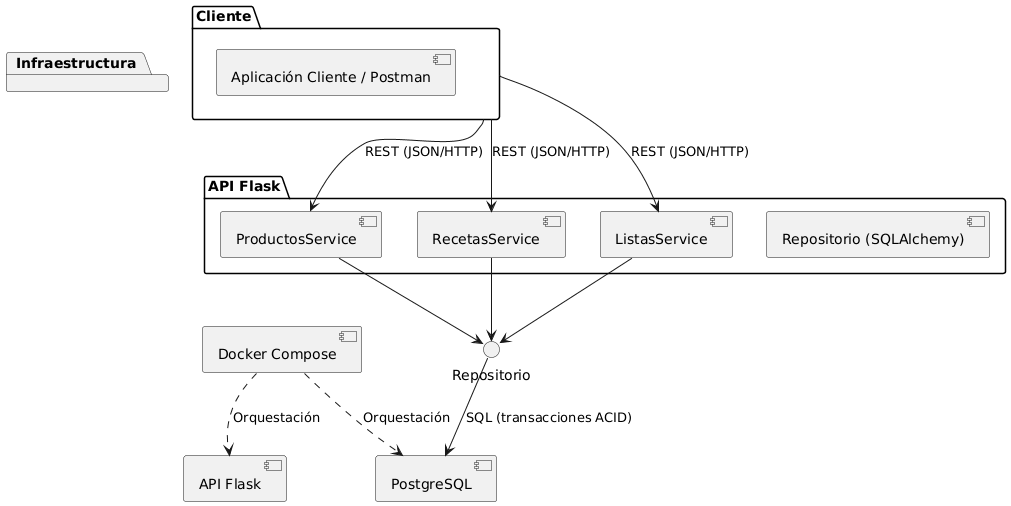 Cliente
Infraestructura
Aplicación Cliente / Postman
REST (JSON/HTTP)
REST (JSON/HTTP)
REST (JSON/HTTP)
API Flask
ProductosService
RecetasService
ListasService
Repositorio (SQLAlchemy)
Docker Compose
Repositorio
Orquestación
Orquestación
SQL (transacciones ACID)
API Flask
PostgreSQL